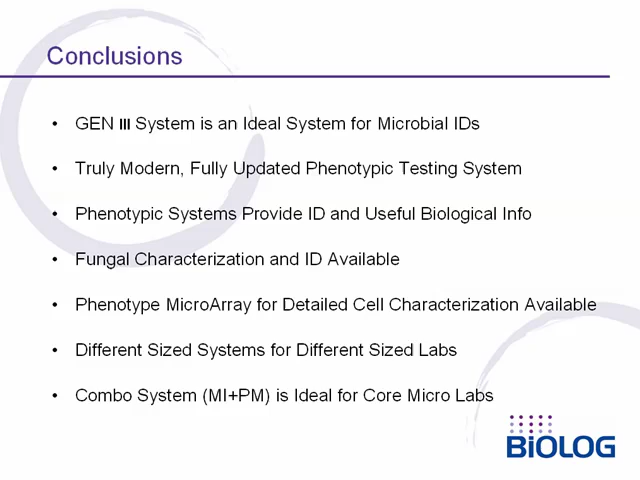 Conclusions
• GEN III System is an Ideal System for Microbial IDs
• Truly Modern, Fully Updated Phenotypic Testing System
• Phenotypic Systems Provide ID and Useful Biological Info
• Fungal Characterization and ID Available
• Phenotype MicroArray for Detailed Cell Characterization Available
• Different Sized Systems for Different Sized Labs
• Combo System (MI+PM) is Ideal for Core Micro Labs
BiOLOG